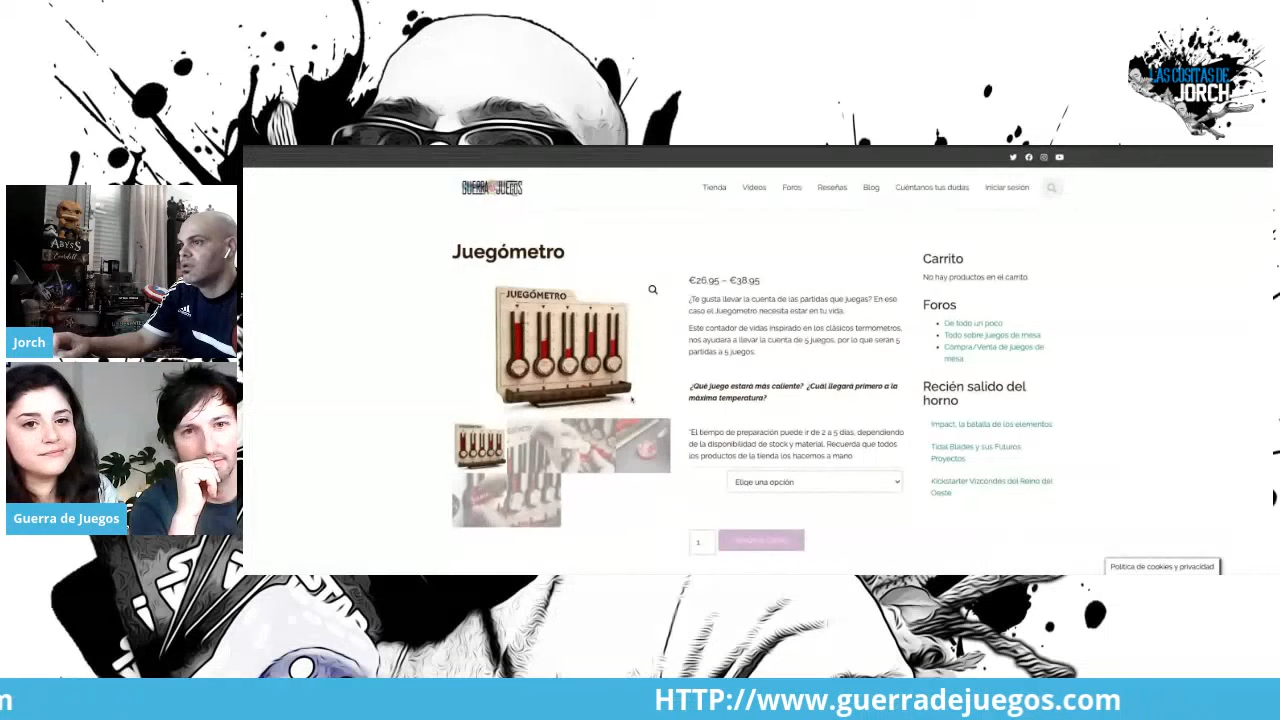 LAS COSITAS DE
JORCH
GUERRA JUEGOS
Tienda
Videos
Foros
Reseñas
Blog
Cuéntanos tus dudas
Iniciar sesión
Juegómetro
JUEGÓMETRO
€26.95 – €38.95
¿Te gusta llevar la cuenta de las partidas que juegas? En ese
caso el Juegómetro necesita estar en tu vida.
Este contador de vidas inspirado en los clásicos termómetros,
nos ayudará a llevar la cuenta de 5 juegos, por lo que serán 5
partidas a 5 juegos.
¿Qué juego estará más caliente? ¿Cuál llegará primero a la
máxima temperatura?
*El tiempo de preparación puede ir de 2 a 5 días, dependiendo
de la disponibilidad de stock y material. Recuerda que todos
los productos de la tienda los hacemos a mano
Elige una opción
1
Carrito
No hay productos en el carrito.
Foros
De todo un poco
Todo sobre juegos de mesa
Compra/Venta de juegos de
mesa
Recién salido del
horno
Impact, la batalla de los elementos
Tidal Blades y sus Futuros
Proyectos
Kickstarter Vizcondes del Reino del
Oeste
Política de cookies y privacidad
ABYSS
Everdell
Jorch
Guerra de Juegos
m
HTTP://www.guerradejuegos.com